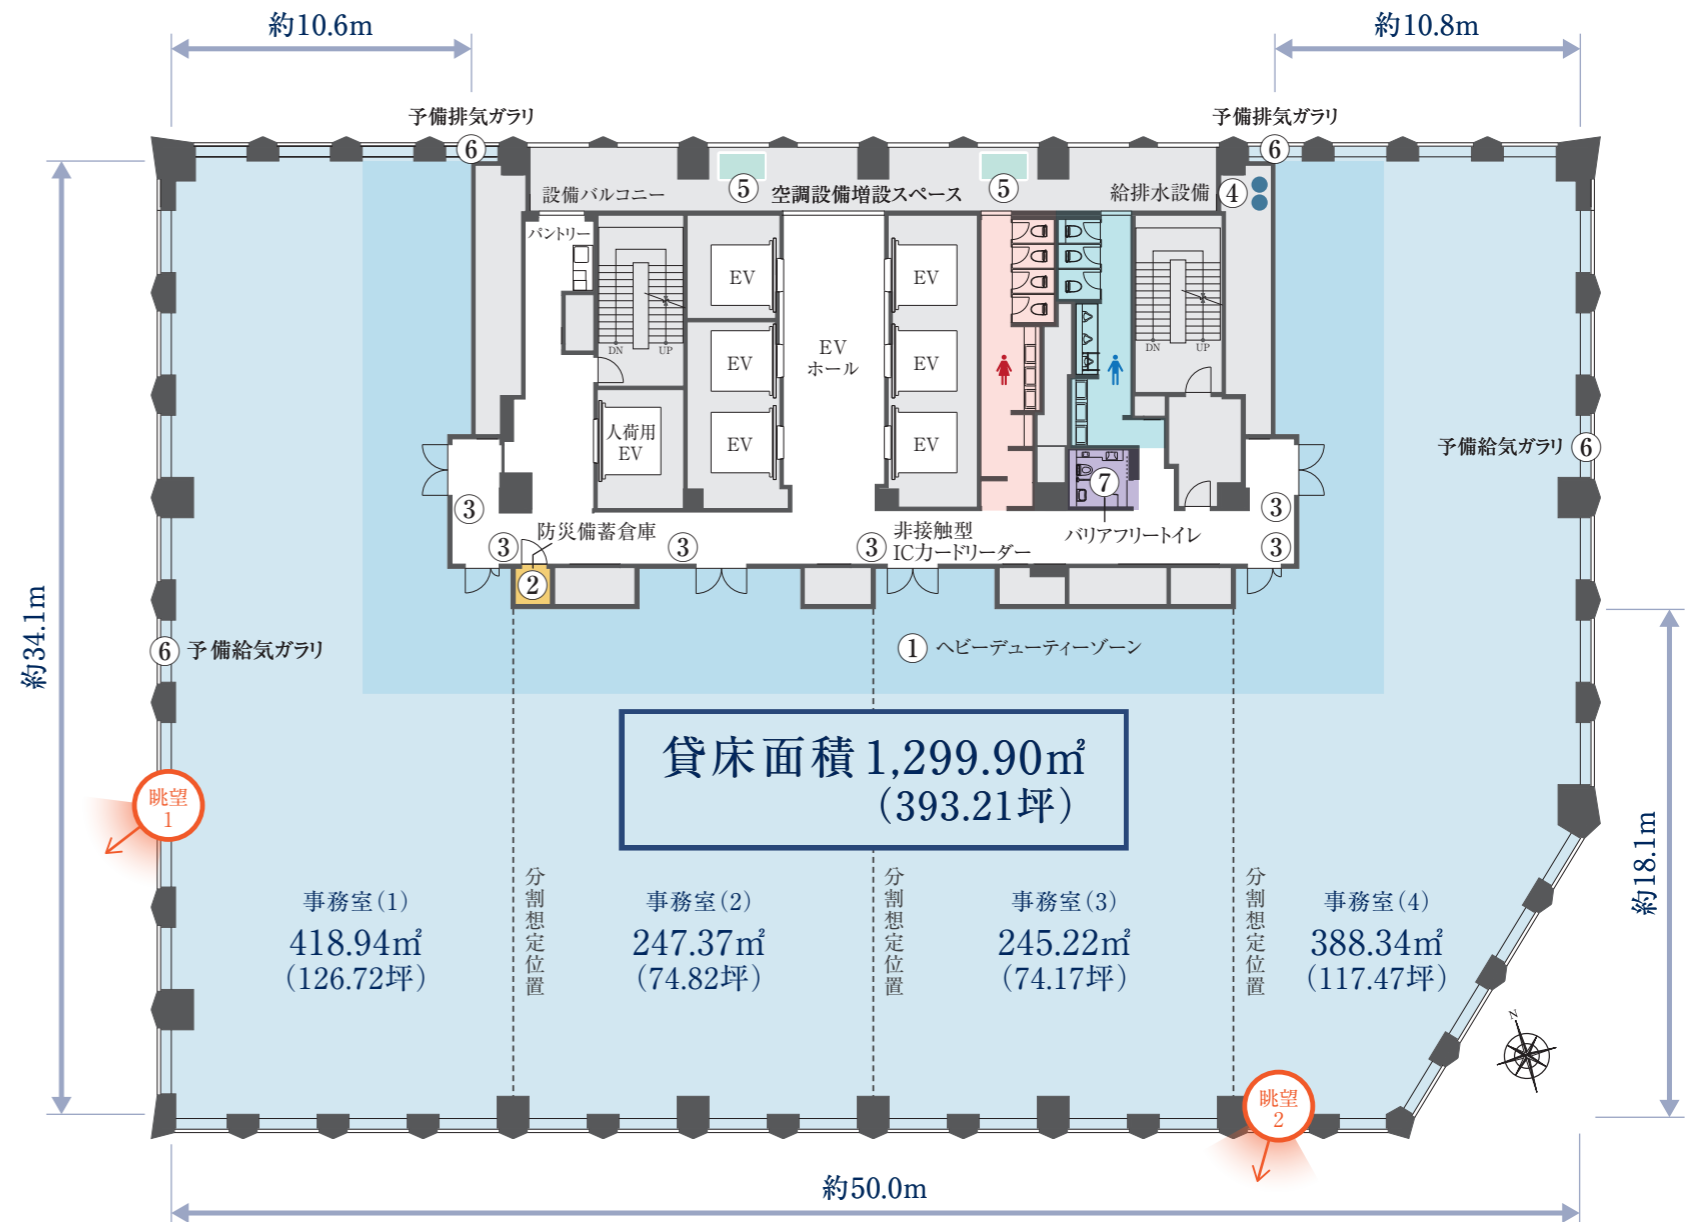 約10.6m
約10.8m
予備排気ガラリ
予備排気ガラリ
⑥
⑥
設備バルコニー
⑤
空調設備増設スペース
⑤
給排水設備
④
パントリー
EV
EV
DN
UP
EV
EV
ホール
EV
DN
UP
人荷用
EV
EV
EV
予備給気ガラリ
⑥
③
⑦
③
③
防災備蓄倉庫
③
③
非接触型
ICカードリーダー
バリアフリートイレ
③
②
約34.1m
⑥
予備給気ガラリ
①
ヘビーデューティーゾーン
貸床面積1,299.90㎡
(393.21坪)
眺望
1
約18.1m
事務室(1)
418.94㎡
(126.72坪)
分割想定位置
事務室(2)
247.37㎡
(74.82坪)
分割想定位置
事務室(3)
245.22㎡
(74.17坪)
分割想定位置
事務室(4)
388.34㎡
(117.47坪)
N
眺望
2
約50.0m